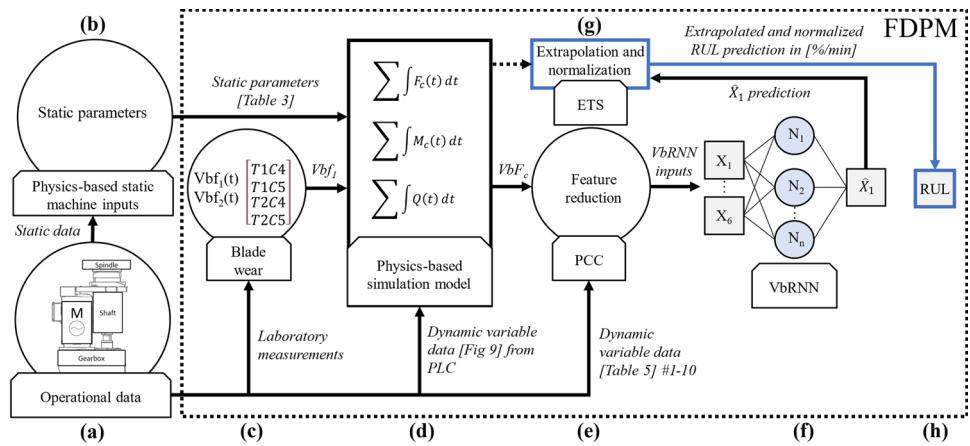 (b)
(g)
FDPM
Static parameters
Physics-based static
machine inputs
Static data
Spindle
M
Shaft
Gearbox
Operational data
(a)
Static parameters
[Table 3]
Vbf₁(t)
Vbf₂(t)
T1C4
T1C5
T2C4
T2C5
Blade
wear
Laboratory
measurements
(c)
Vbf₁
∑ ∫ F_c(t) dt
∑ ∫ M_c(t) dt
∑ ∫ Q(t) dt
Physics-based
simulation model
Dynamic variable
data [Fig 9] from
PLC
(d)
VbF_c
Extrapolation and
normalization
ETS
Feature
reduction
PCC
Dynamic
variable data
[Table 5] #1-10
(e)
Extrapolated and normalized
RUL prediction in [%/min]
X̂₁ prediction
VbRNN
inputs
X₁
X₆
N₁
N₂
Nₙ
X̂₁
VbRNN
(f)
RUL
(h)